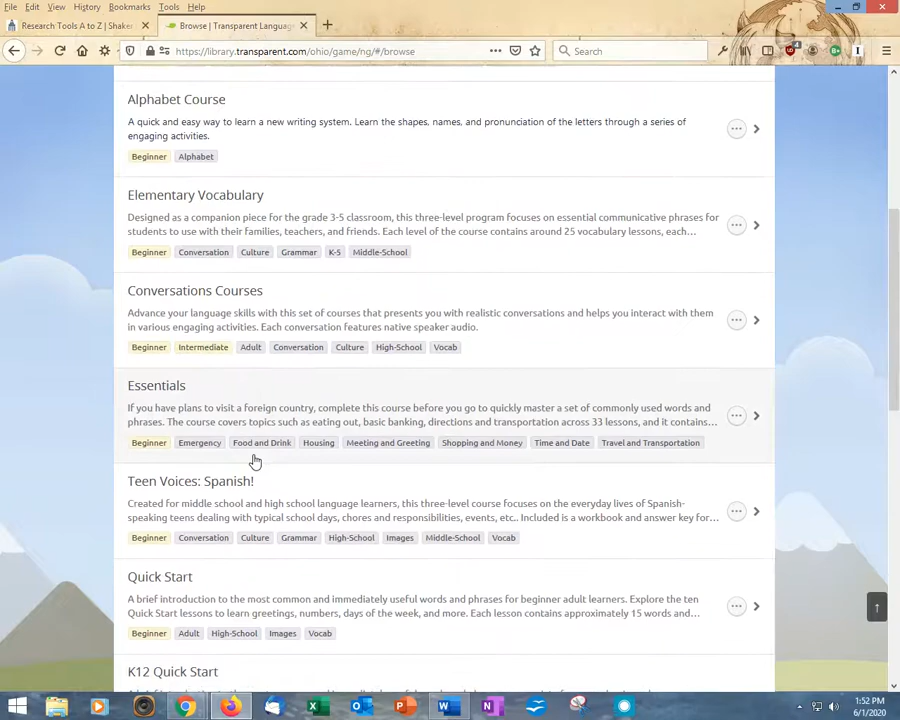 File Edit View History Bookmarks Tools Help
Research Tools A to Z | Shaker
Browse | Transparent Language
https://library.transparent.com/ohio/game/ng/#/browse
Search
Alphabet Course
A quick and easy way to learn a new writing system. Learn the shapes, names, and pronunciation of the letters through a series of
engaging activities.
Beginner Alphabet
Elementary Vocabulary
Designed as a companion piece for the grade 3-5 classroom, this three-level program focuses on essential communicative phrases for
students to use with their families, teachers, and friends. Each level of the course contains around 25 vocabulary lessons, each...
Beginner Conversation Culture Grammar K-5 Middle-School
Conversations Courses
Advance your language skills with this set of courses that presents you with realistic conversations and helps you interact with them
in various engaging activities. Each conversation features native speaker audio.
Beginner Intermediate Adult Conversation Culture High-School Vocab
Essentials
If you have plans to visit a foreign country, complete this course before you go to quickly master a set of commonly used words and
phrases. The course covers topics such as eating out, basic banking, directions and transportation across 33 lessons, and it contains...
Beginner Emergency Food and Drink Housing Meeting and Greeting Shopping and Money Time and Date Travel and Transportation
Teen Voices: Spanish!
Created for middle school and high school language learners, this three-level course focuses on the everyday lives of Spanish-
speaking teens dealing with typical school days, chores and responsibilities, events, etc.. Included is a workbook and answer key for...
Beginner Conversation Culture Grammar High-School Images Middle-School Vocab
Quick Start
A brief introduction to the most common and immediately useful words and phrases for beginner adult learners. Explore the ten
Quick Start lessons to learn greetings, numbers, days of the week, and more. Each lesson contains approximately 15 words and...
Beginner Adult High-School Images Vocab
K12 Quick Start
1:52 PM
6/1/2020